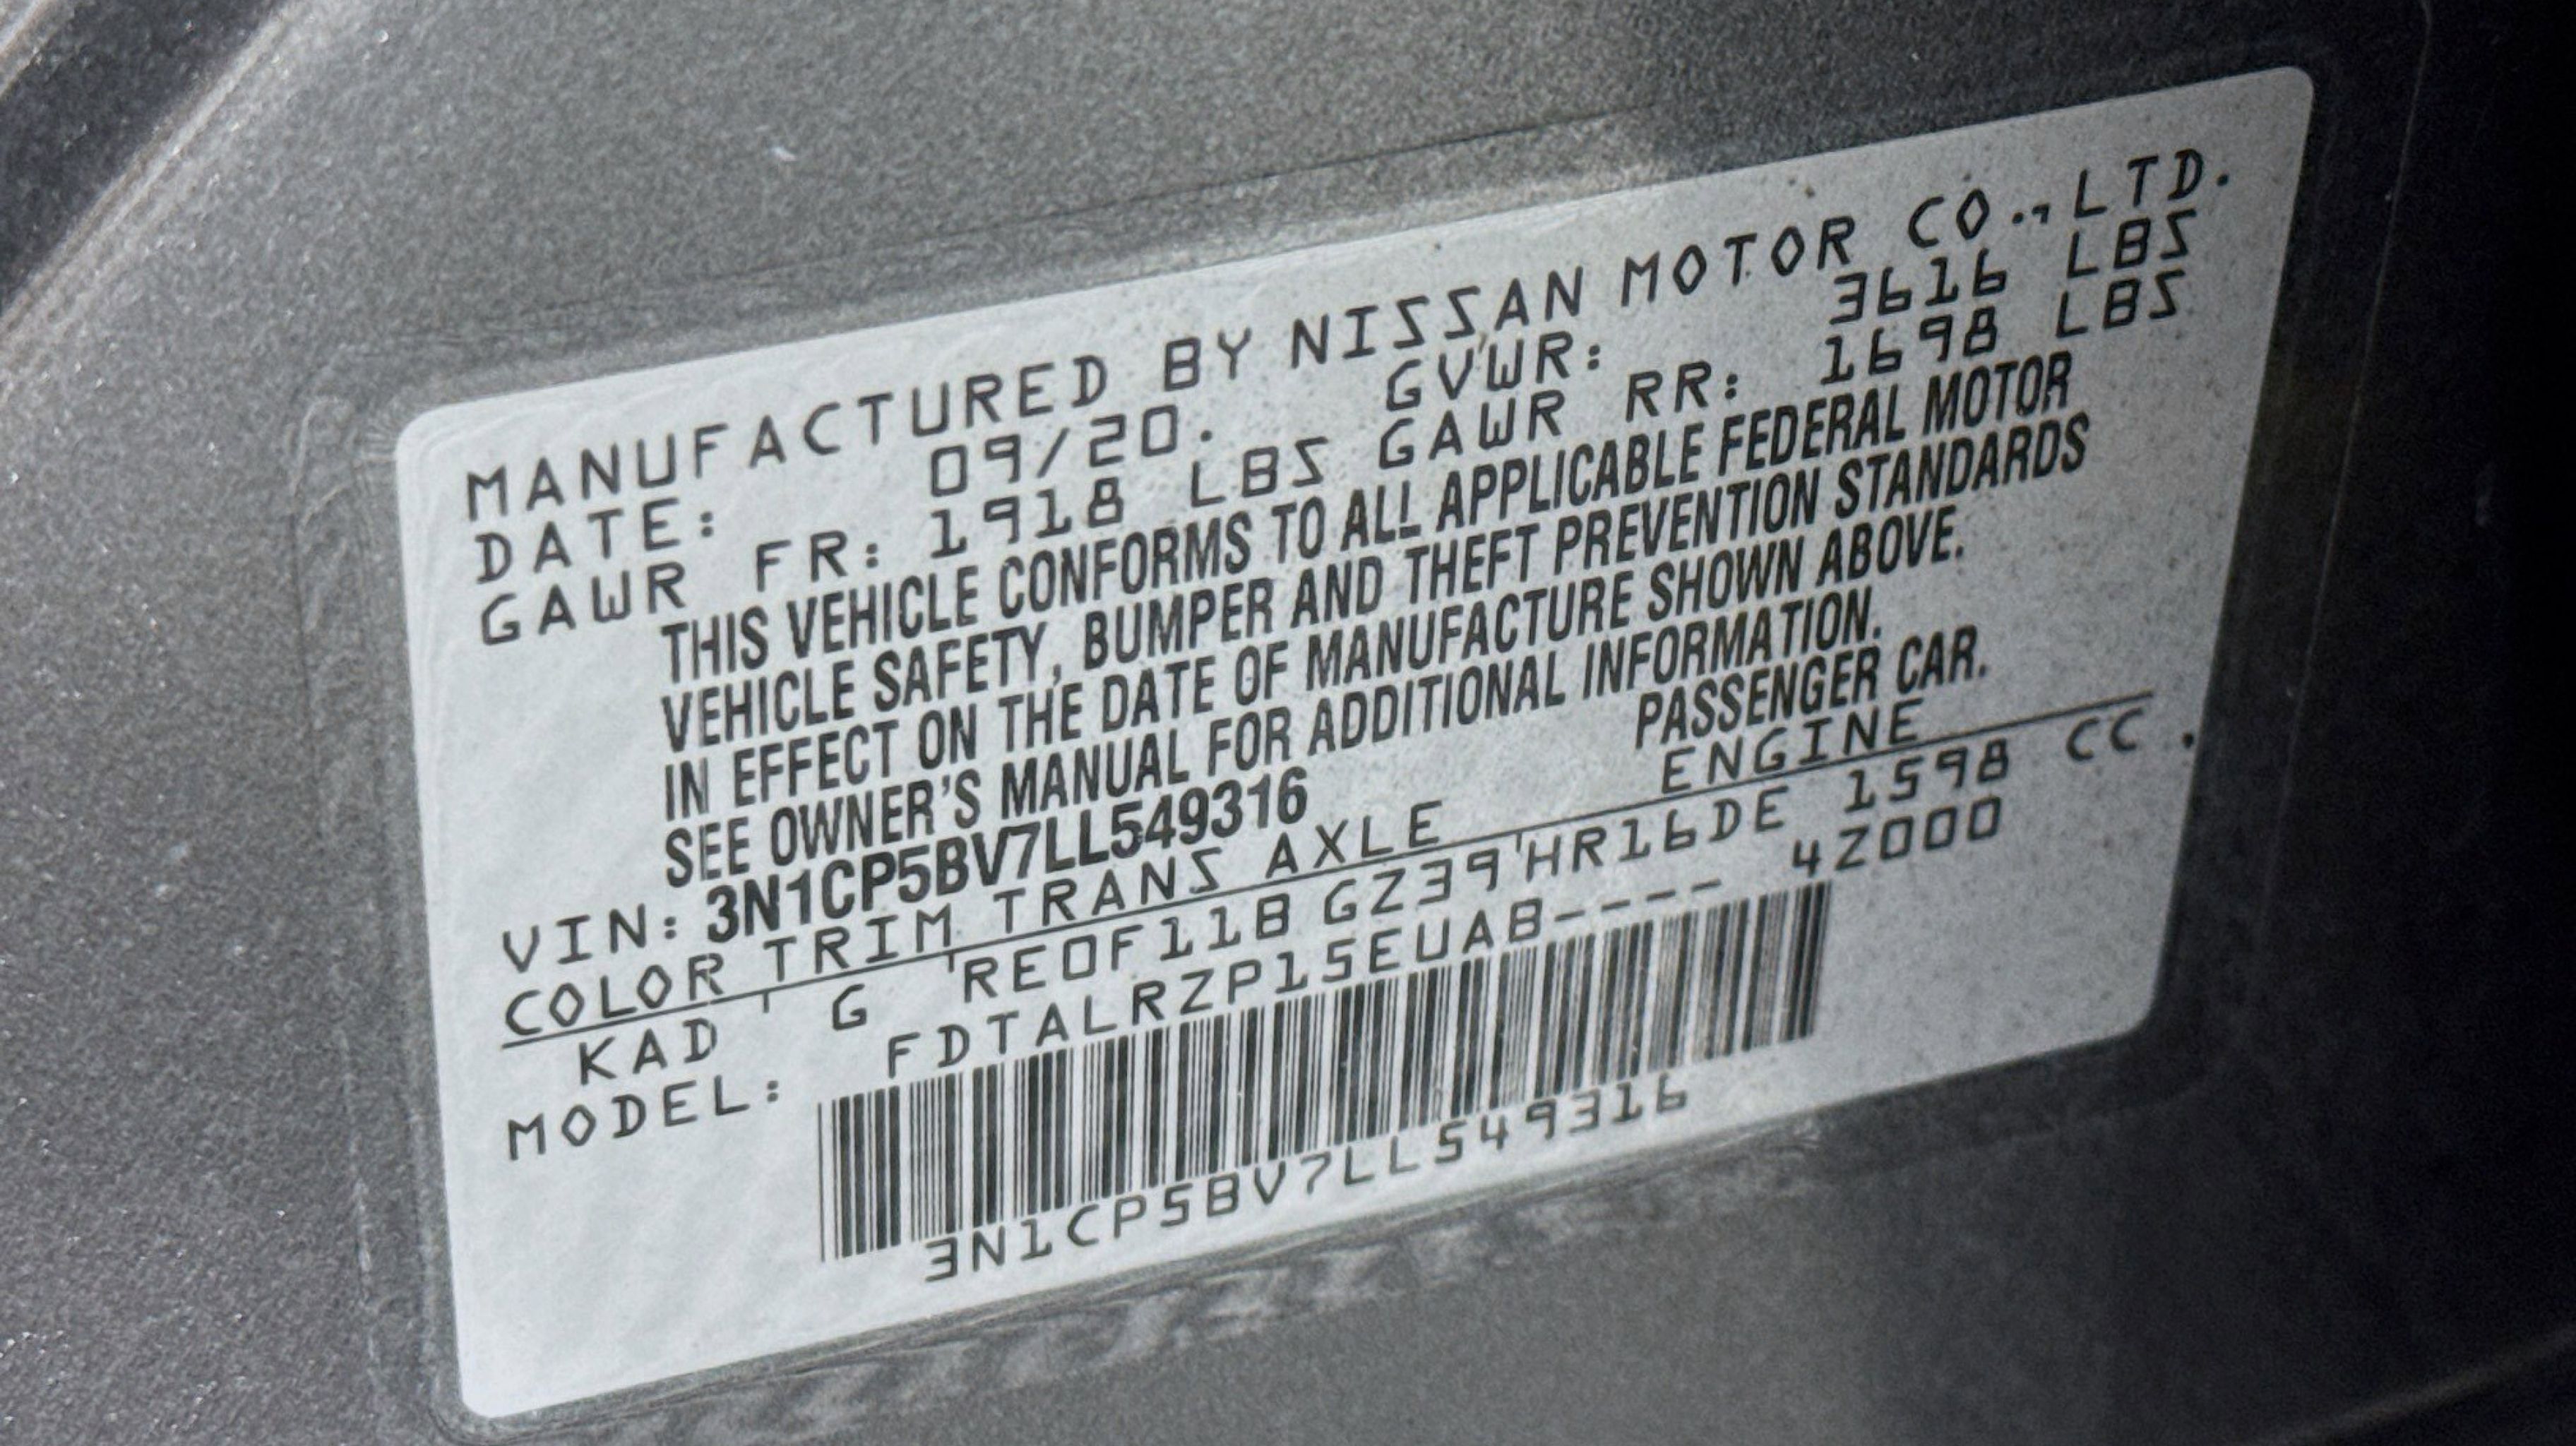 MANUFACTURED BY NISSAN MOTOR CO.,LTD.
DATE: 09/20. GVWR: 3616 LBS
GAWR FR: 1918 LBS GAWR RR: 1698 LBS
THIS VEHICLE CONFORMS TO ALL APPLICABLE FEDERAL MOTOR
VEHICLE SAFETY, BUMPER AND THEFT PREVENTION STANDARDS
IN EFFECT ON THE DATE OF MANUFACTURE SHOWN ABOVE.
SEE OWNER'S MANUAL FOR ADDITIONAL INFORMATION.
PASSENGER CAR.
VIN: 3N1CP5BV7LL549316
COLOR TRIM TRANS AXLE ENGINE
KAD G RE0F11B GZ39 HR16DE 1598 CC.
MODEL: FDTALRZP15EUAB---- 4Z000
3N1CP5BV7LL549316